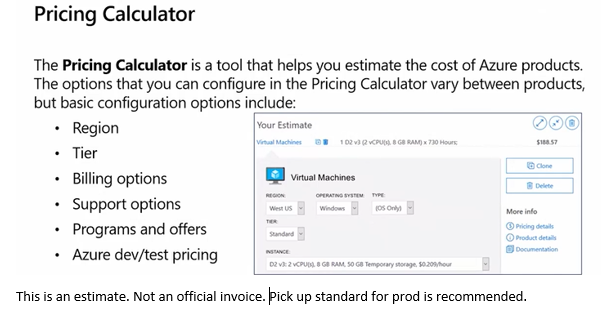 Pricing Calculator
The Pricing Calculator is a tool that helps you estimate the cost of Azure products.
The options that you can configure in the Pricing Calculator vary between products,
but basic configuration options include:
• Region
• Tier
• Billing options
• Support options
• Programs and offers
• Azure dev/test pricing
Your Estimate
Virtual Machines 1 D2 v3 (2 vCPU(s), 8 GB RAM) x 730 Hours; $188.57
Virtual Machines
REGION: OPERATING SYSTEM: TYPE:
West US Windows (OS Only)
TIER:
Standard
INSTANCE:
D2 v3: 2 vCPU(s), 8 GB RAM, 50 GB Temporary storage, $0.209/hour
Clone
Delete
More info
Pricing details
Product details
Documentation
This is an estimate. Not an official invoice. Pick up standard for prod is recommended.